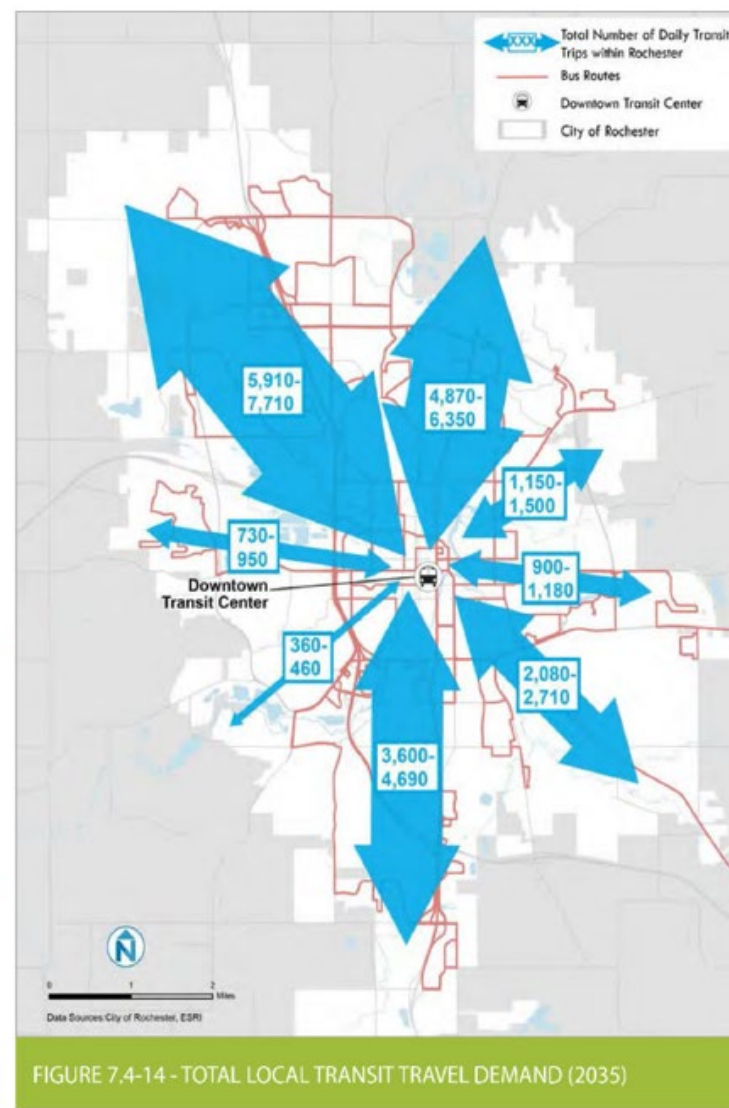 XXX
Total Number of Daily Transit
Trips within Rochester
Bus Routes
Downtown Transit Center
City of Rochester
5,910-
7,710
4,870-
6,350
1,150-
1,500
730-
950
900-
1,180
Downtown
Transit Center
360-
460
2,080-
2,710
3,600-
4,690
N
0 1 2
Miles
Data Sources:City of Rochester, ESRI
FIGURE 7.4-14 - TOTAL LOCAL TRANSIT TRAVEL DEMAND (2035)